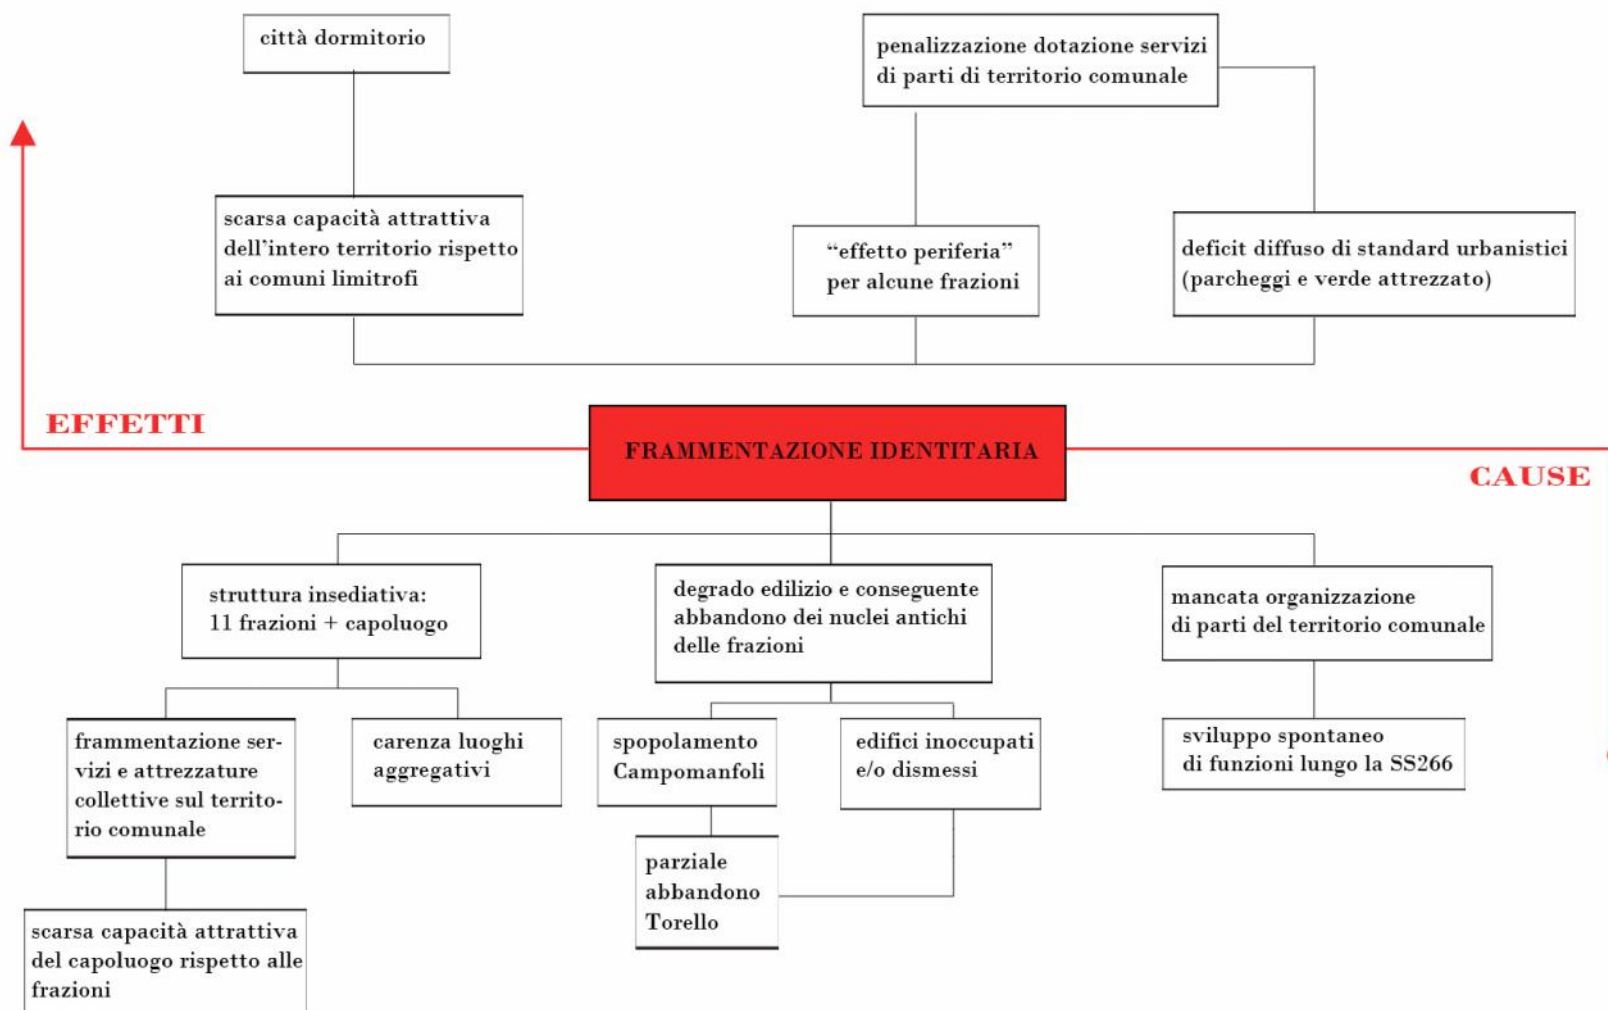 città dormitorio
penalizzazione dotazione servizi
di parti di territorio comunale
scarsa capacità attrattiva
dell'intero territorio rispetto
ai comuni limitrofi
“effetto periferia”
per alcune frazioni
deficit diffuso di standard urbanistici
(parcheggi e verde attrezzato)
EFFETTI
FRAMMENTAZIONE IDENTITARIA
CAUSE
struttura insediativa:
11 frazioni + capoluogo
degrado edilizio e conseguente
abbandono dei nuclei antichi
delle frazioni
mancata organizzazione
di parti del territorio comunale
frammentazione ser-
vizi e attrezzature
collettive sul territo-
rio comunale
carenza luoghi
aggregativi
spopolamento
Campomanfoli
edifici inoccupati
e/o dismessi
sviluppo spontaneo
di funzioni lungo la SS266
parziale
abbandono
Torello
scarsa capacità attrattiva
del capoluogo rispetto alle
frazioni